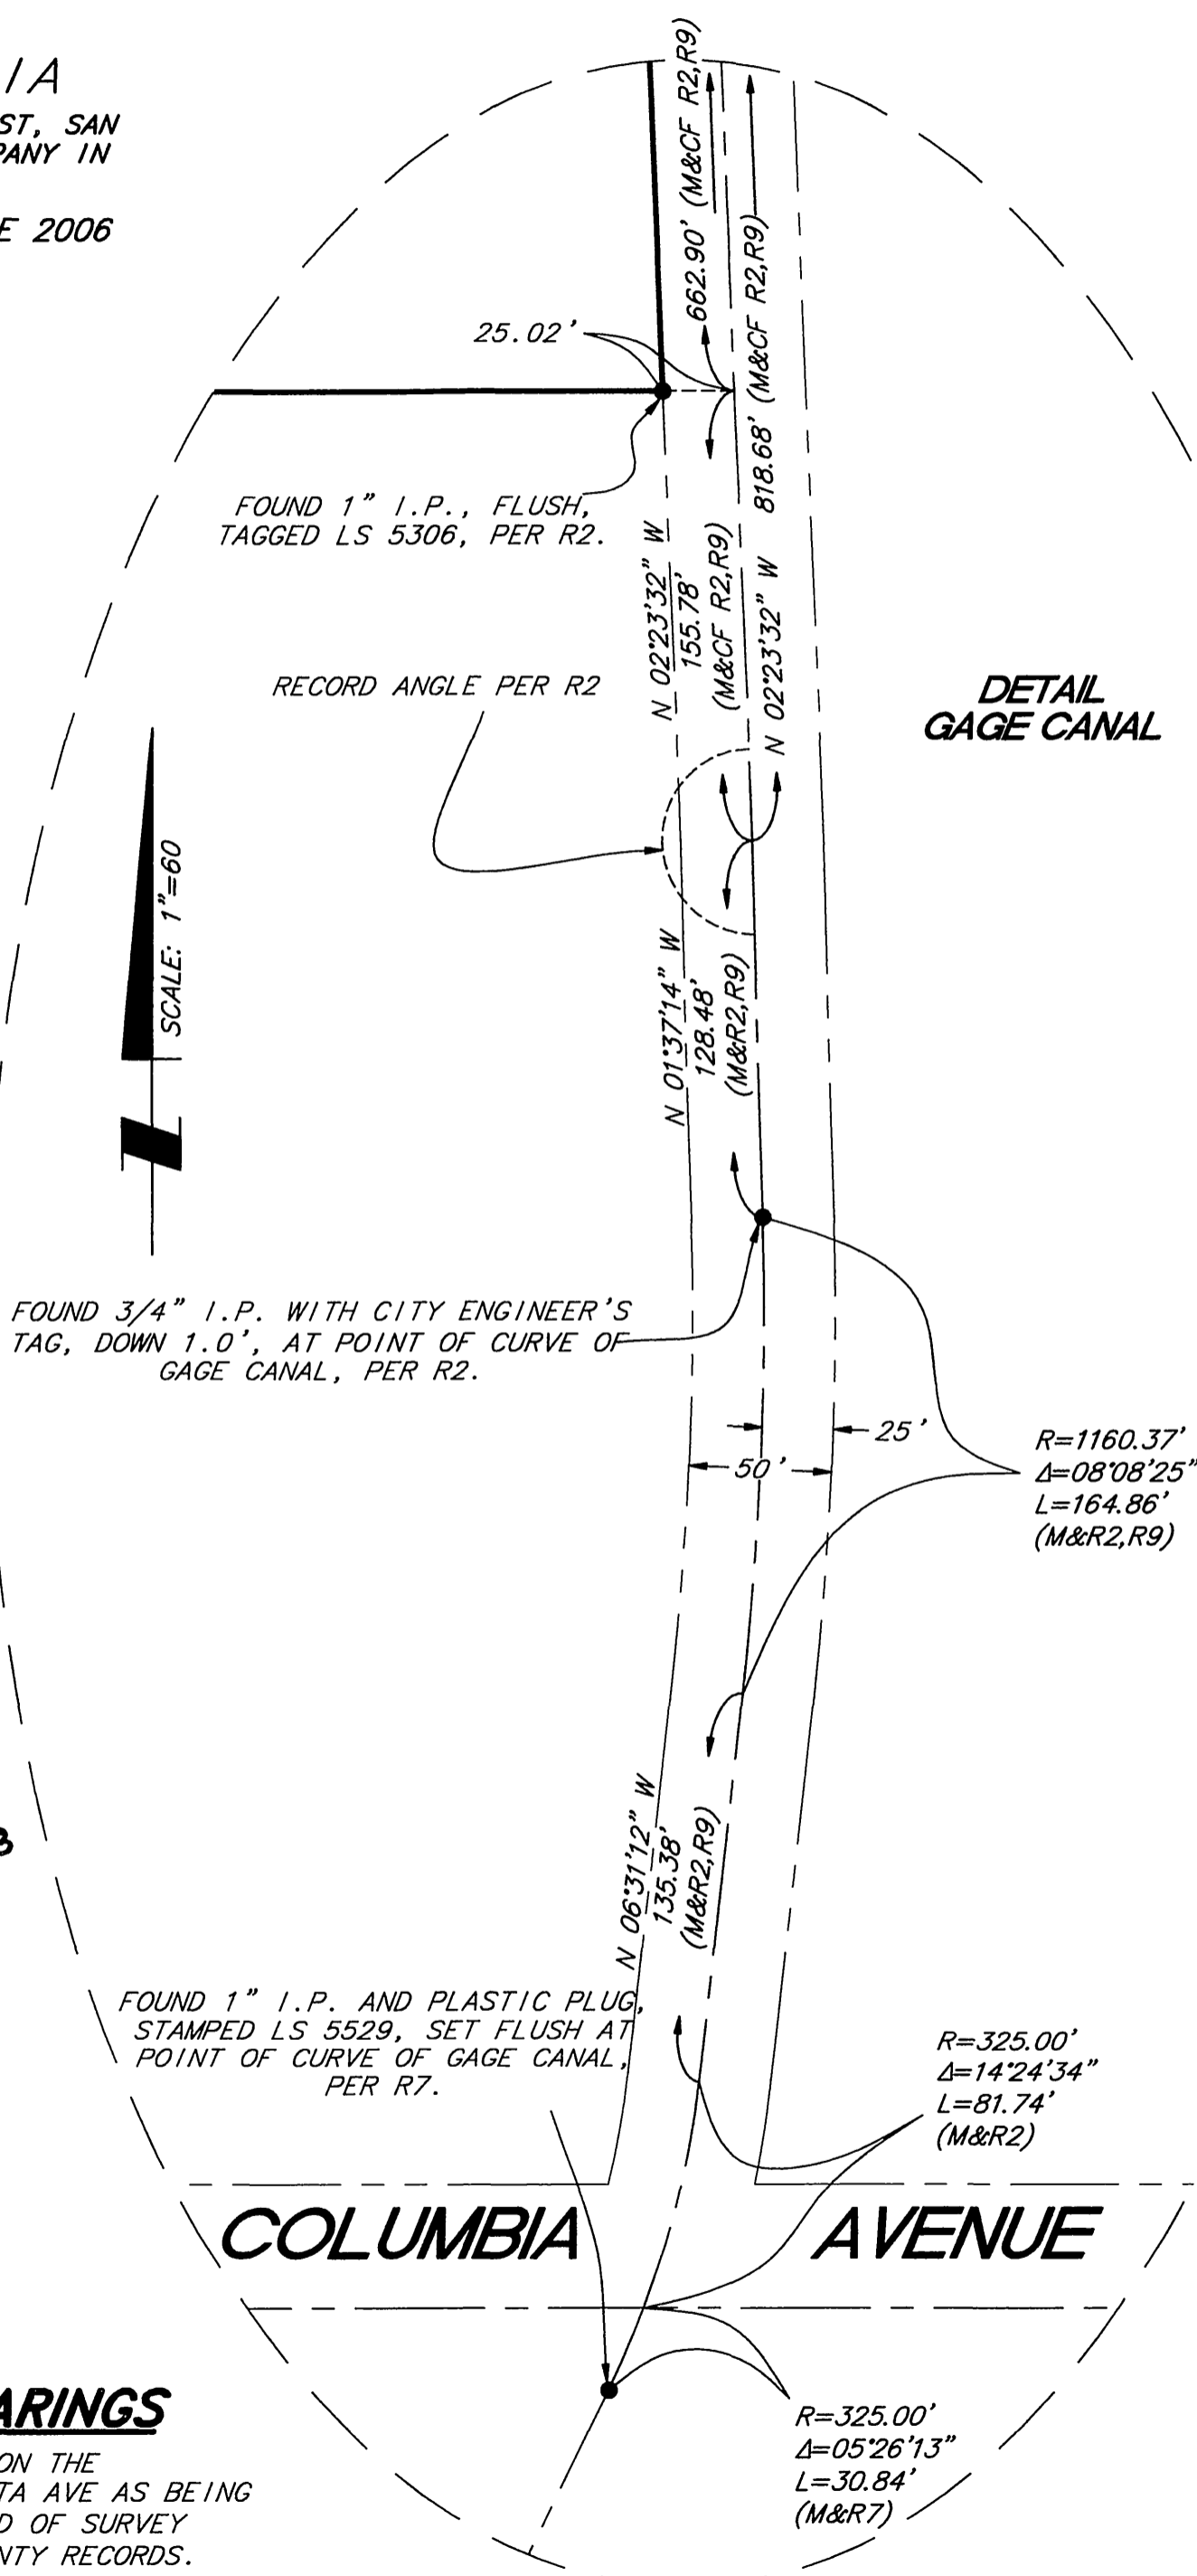 IA
ST, SAN
PANY IN
E 2006
662.90' (M&CF R2,R9)
818.68' (M&CF R2,R9)
25.02'
FOUND 1" I.P., FLUSH,
TAGGED LS 5306, PER R2.
N 02°23'32" W
155.78'
(M&CF R2,R9)
N 02°23'32" W
RECORD ANGLE PER R2
DETAIL
GAGE CANAL
SCALE: 1"=60
N
N 01°37'14" W
128.48'
(M&R2,R9)
FOUND 3/4" I.P. WITH CITY ENGINEER'S
TAG, DOWN 1.0', AT POINT OF CURVE OF
GAGE CANAL, PER R2.
25'
50'
R=1160.37'
Δ=08°08'25"
L=164.86'
(M&R2,R9)
N 06°31'12" W
135.38'
(M&R2,R9)
FOUND 1" I.P. AND PLASTIC PLUG,
STAMPED LS 5529, SET FLUSH AT
POINT OF CURVE OF GAGE CANAL,
PER R7.
R=325.00'
Δ=14°24'34"
L=81.74'
(M&R2)
COLUMBIA AVENUE
R=325.00'
Δ=05°26'13"
L=30.84'
(M&R7)
ARINGS
ON THE
TA AVE AS BEING
D OF SURVEY
NTY RECORDS.